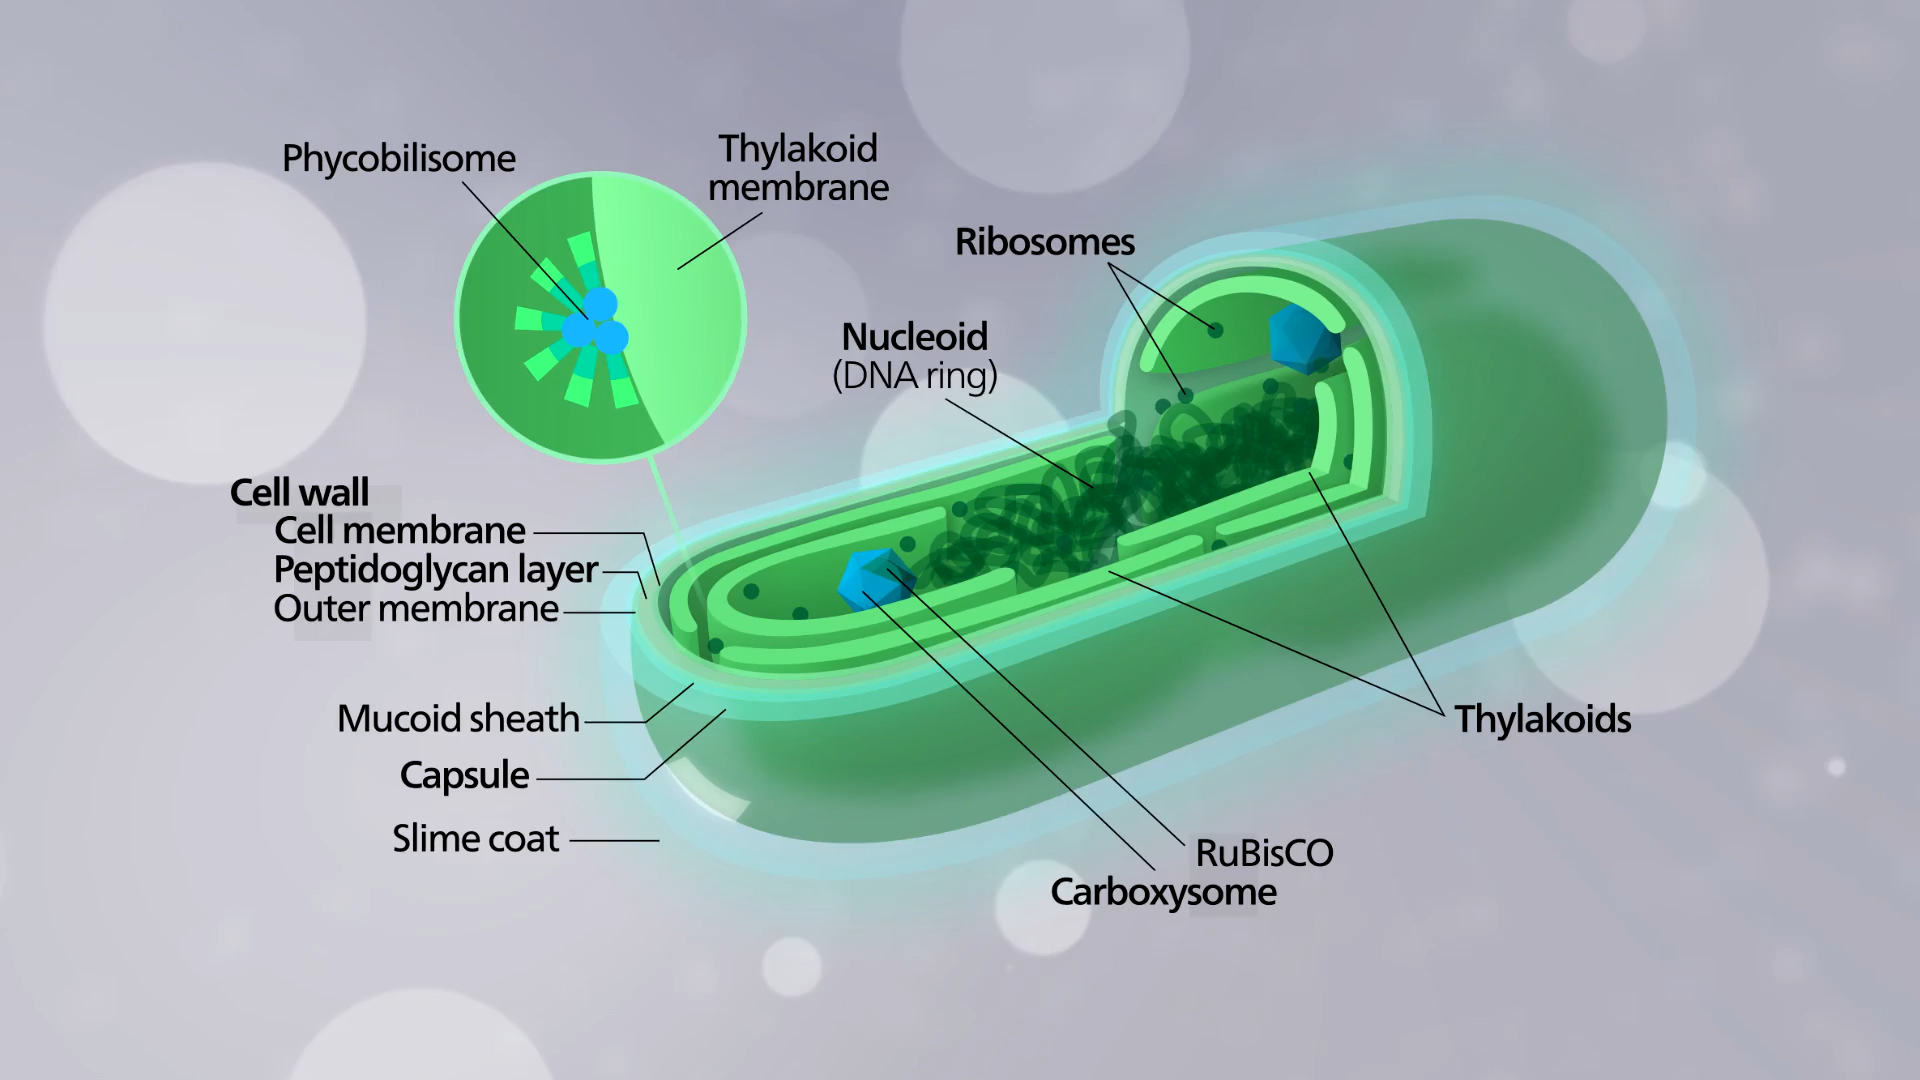 Phycobilisome
Thylakoid
membrane
Ribosomes
Nucleoid
(DNA ring)
Cell wall
Cell membrane
Peptidoglycan layer
Outer membrane
Mucoid sheath
Capsule
Slime coat
Thylakoids
RuBisCO
Carboxysome